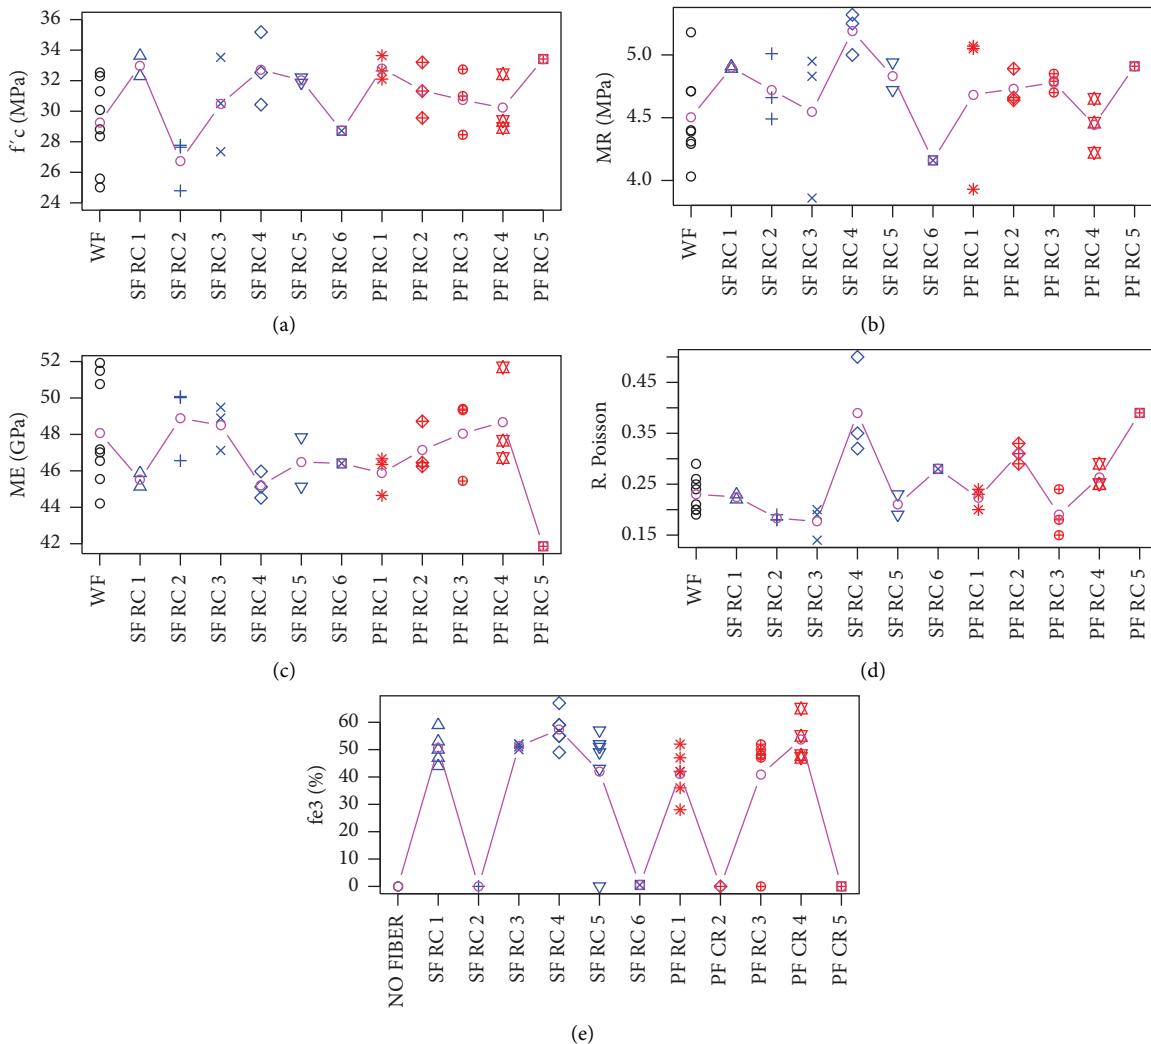 36
34
32
30
28
26
24
f´c (MPa)
WF
SF RC 1
SF RC 2
SF RC 3
SF RC 4
SF RC 5
SF RC 6
PF RC 1
PF RC 2
PF RC 3
PF RC 4
PF RC 5
(a)
5.0
4.5
4.0
MR (MPa)
WF
SF RC 1
SF RC 2
SF RC 3
SF RC 4
SF RC 5
SF RC 6
PF RC 1
PF RC 2
PF RC 3
PF RC 4
PF RC 5
(b)
52
50
48
46
44
42
ME (GPa)
WF
SF RC 1
SF RC 2
SF RC 3
SF RC 4
SF RC 5
SF RC 6
PF RC 1
PF RC 2
PF RC 3
PF RC 4
PF RC 5
(c)
0.45
0.35
0.25
0.15
R. Poisson
WF
SF RC 1
SF RC 2
SF RC 3
SF RC 4
SF RC 5
SF RC 6
PF RC 1
PF RC 2
PF RC 3
PF RC 4
PF RC 5
(d)
60
50
40
30
20
10
0
fe3 (%)
NO FIBER
SF RC 1
SF RC 2
SF RC 3
SF RC 4
SF RC 5
SF RC 6
PF RC 1
PF CR 2
PF RC 3
PF CR 4
PF CR 5
(e)